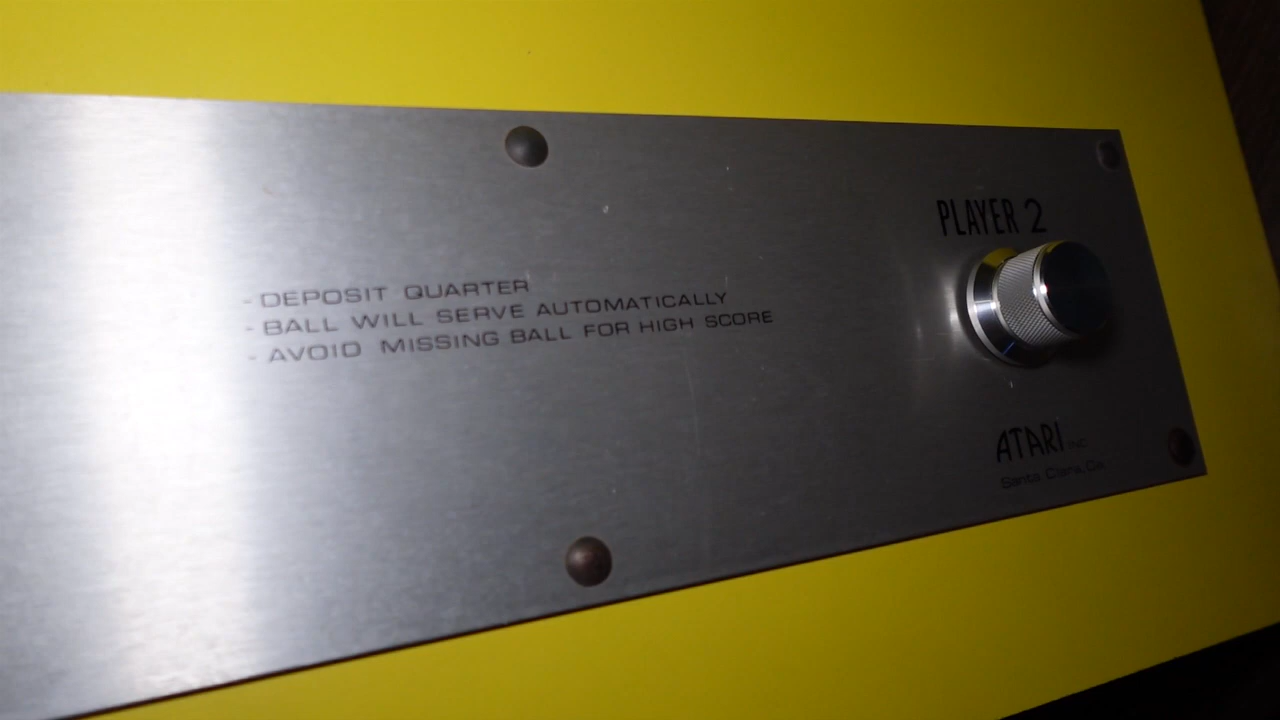 PLAYER 2
- DEPOSIT QUARTER
- BALL WILL SERVE AUTOMATICALLY
- AVOID MISSING BALL FOR HIGH SCORE
ATARI INC
Santa Clara, Ca.